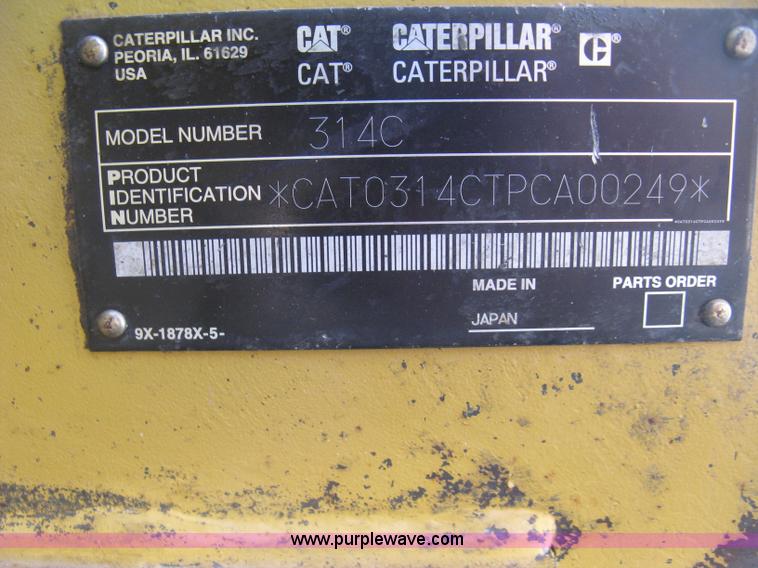 CATERPILLAR INC.
PEORIA, IL. 61629
USA
CAT® CATERPILLAR® C®
CAT® CATERPILLAR®
MODEL NUMBER 314C
PRODUCT
IDENTIFICATION
NUMBER
*CAT0314CTPCA00249*
MADE IN
JAPAN
PARTS ORDER
9X-1878X-5-
www.purplewave.com